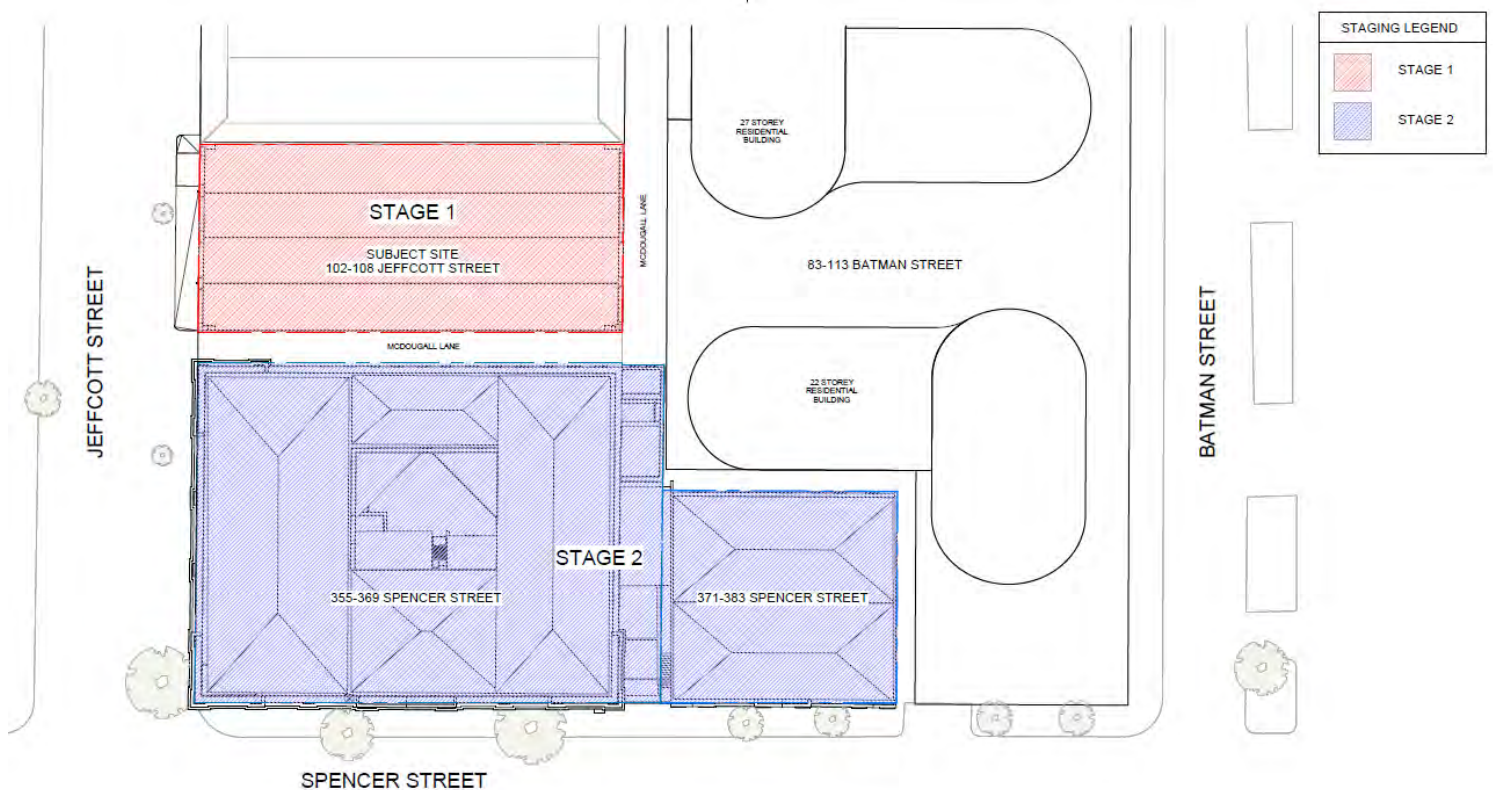 STAGING LEGEND
STAGE 1
STAGE 2
27 STOREY
RESIDENTIAL
BUILDING
STAGE 1
SUBJECT SITE
102-108 JEFFCOTT STREET
MCDOUGALL LANE
83-113 BATMAN STREET
JEFFCOTT STREET
BATMAN STREET
MCDOUGALL LANE
22 STOREY
RESIDENTIAL
BUILDING
STAGE 2
355-369 SPENCER STREET
371-383 SPENCER STREET
SPENCER STREET